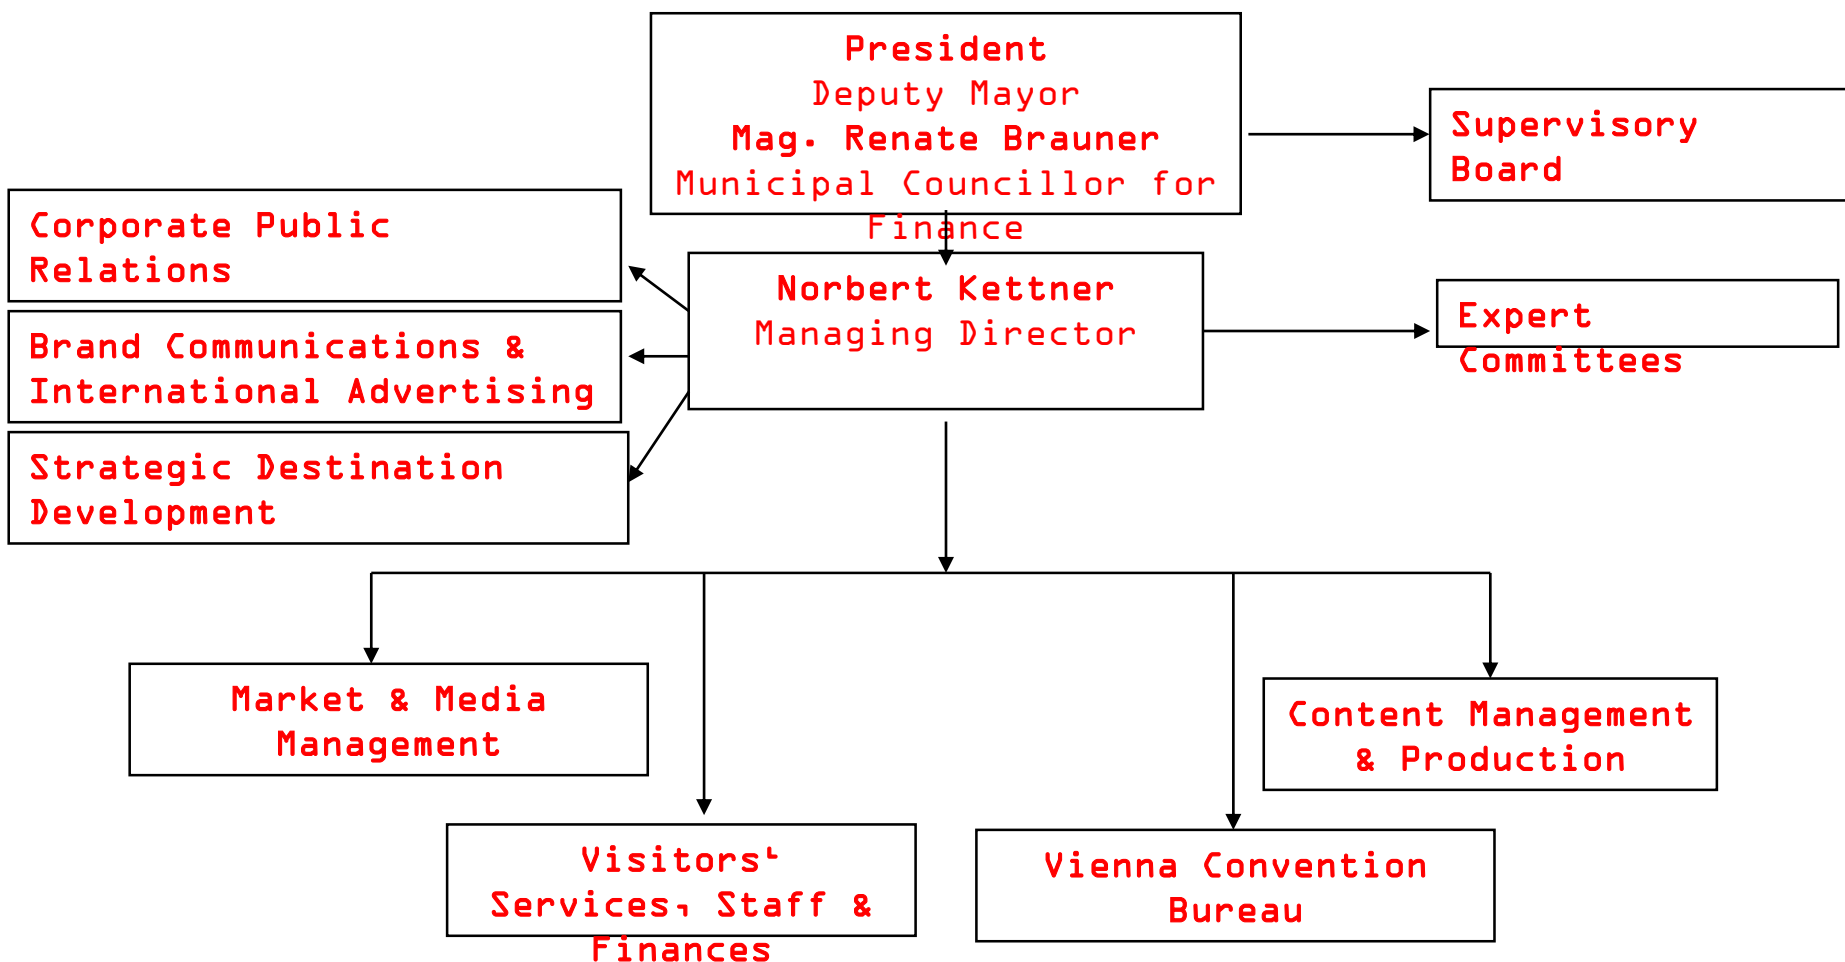 President
Deputy Mayor
Mag. Renate Brauner
Municipal Councillor for
Finance
Supervisory
Board
Corporate Public
Relations
Norbert Kettner
Managing Director
Expert
Committees
Brand Communications &
International Advertising
Strategic Destination
Development
Market & Media
Management
Content Management
& Production
Visitors‘
Services, Staff &
Finances
Vienna Convention
Bureau